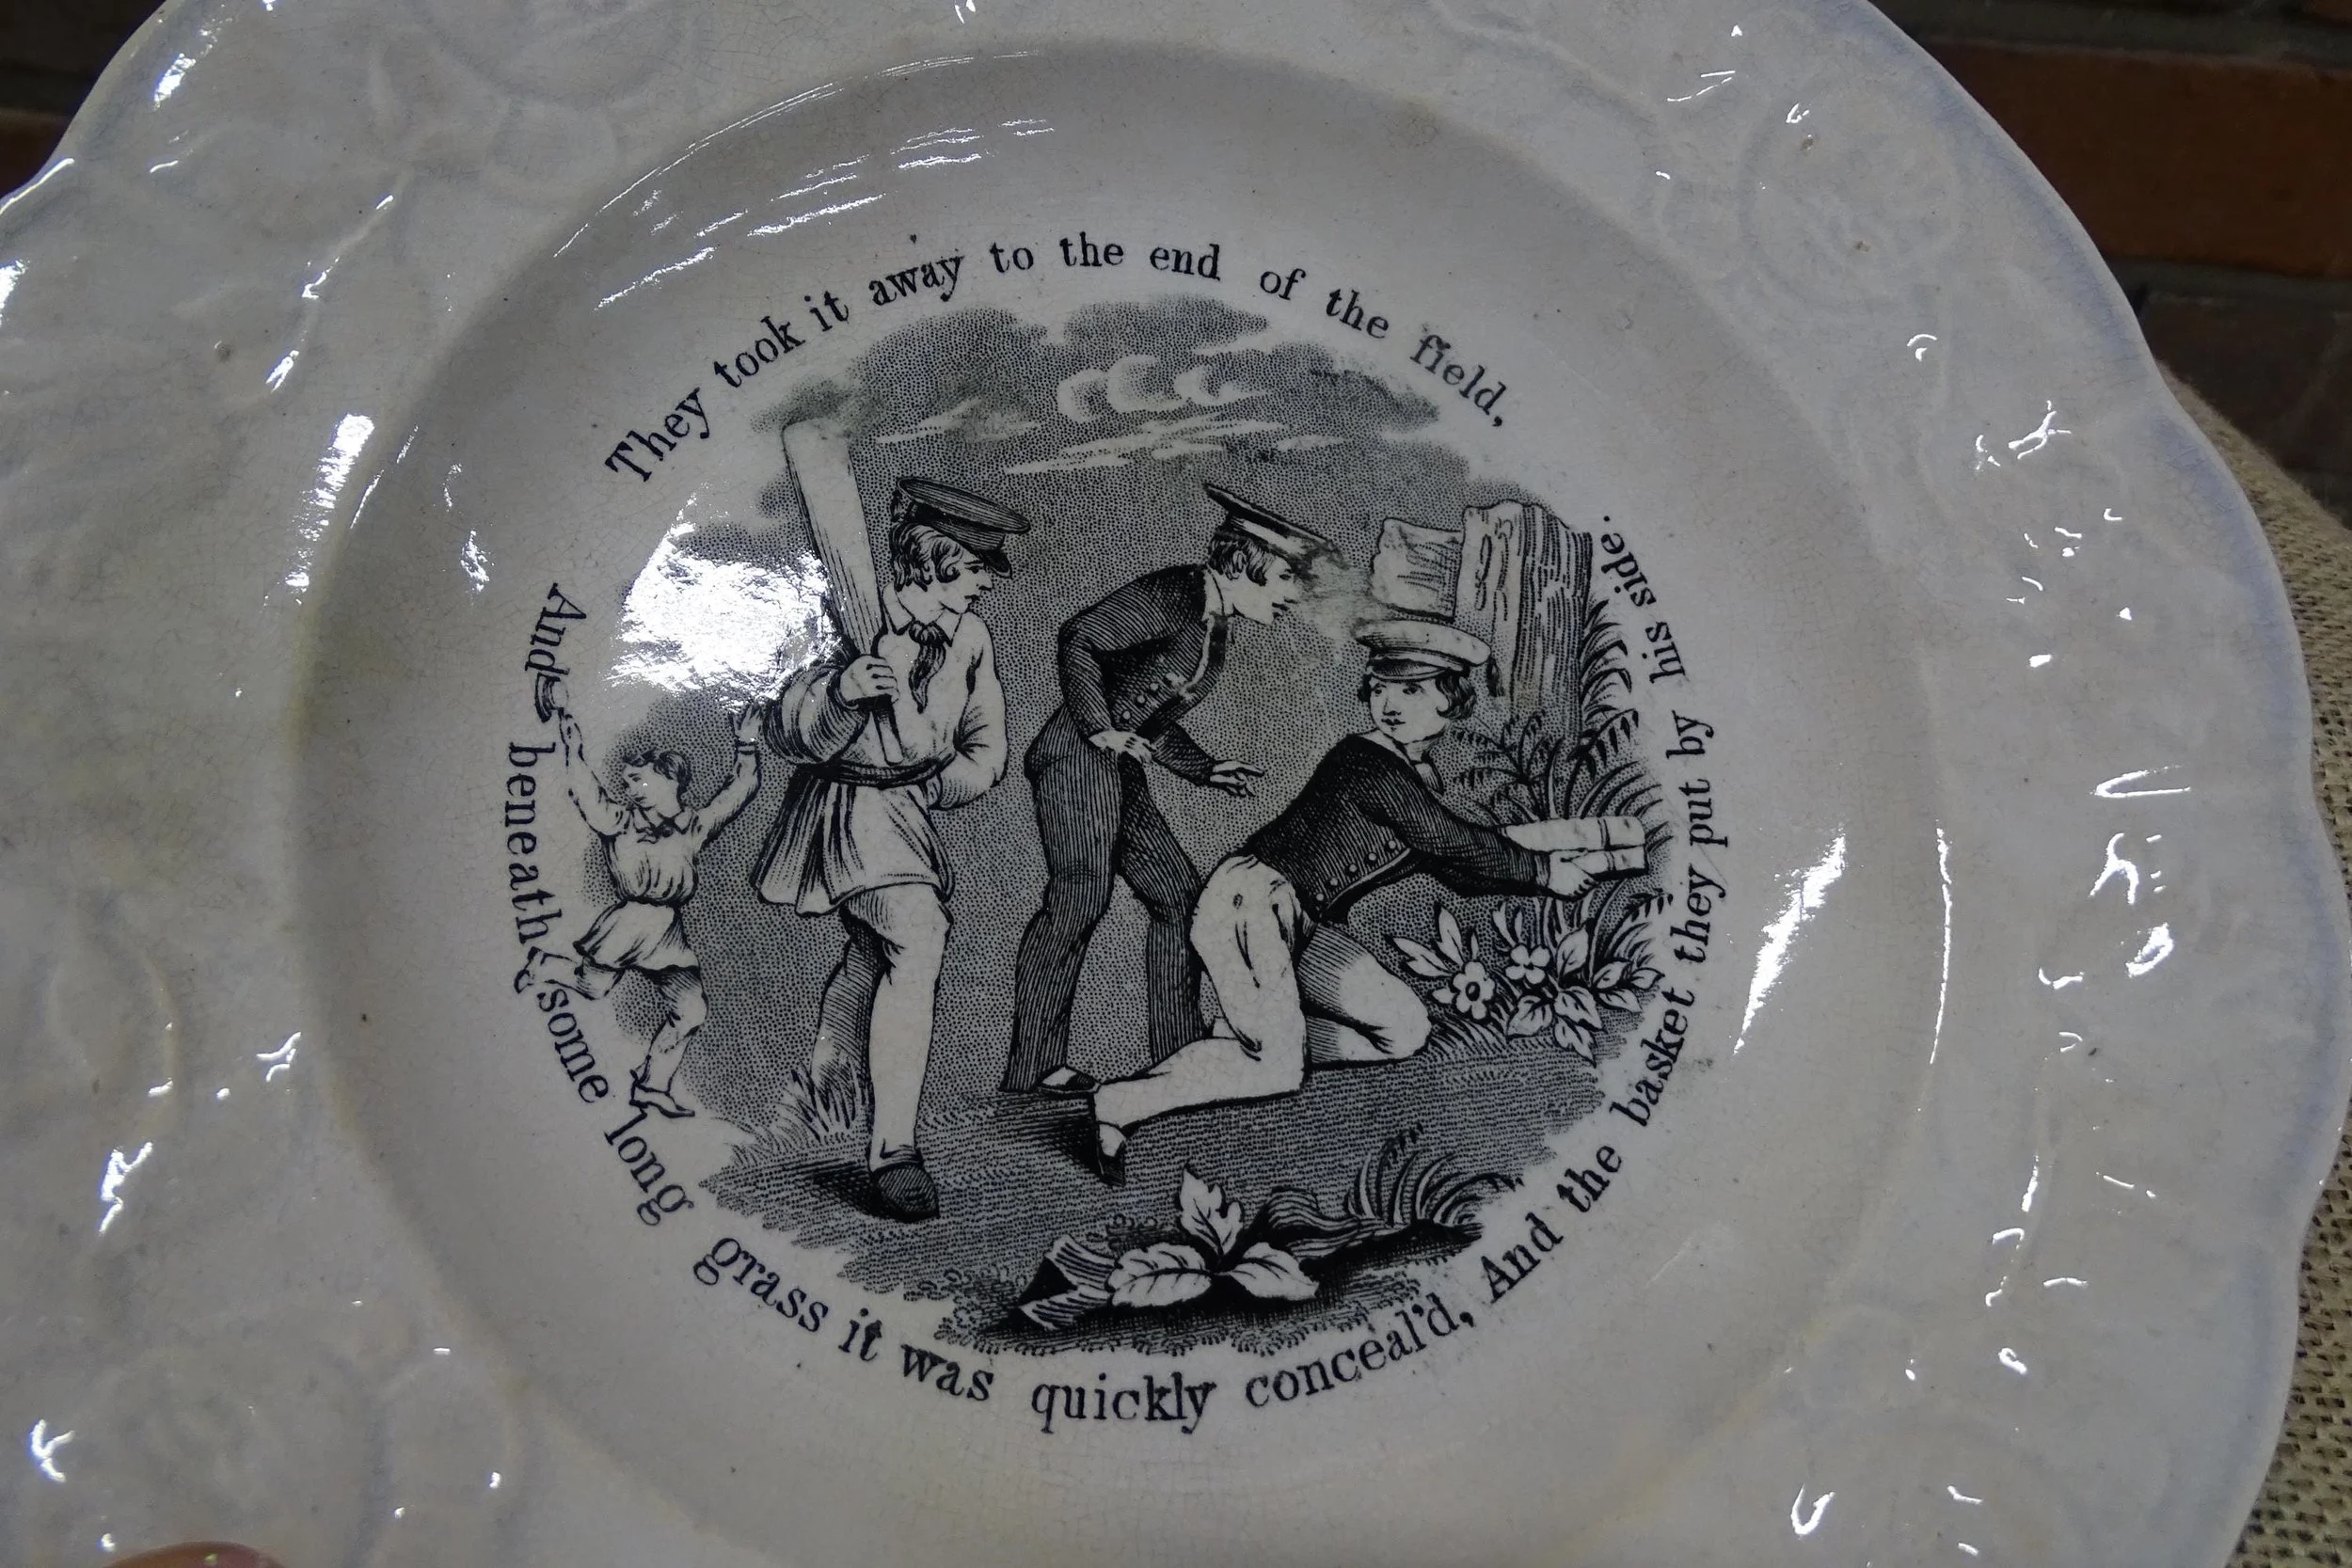 They took it away to the end of the field,
And beneath some long grass it was quickly conceal'd, And the basket they put by his side.